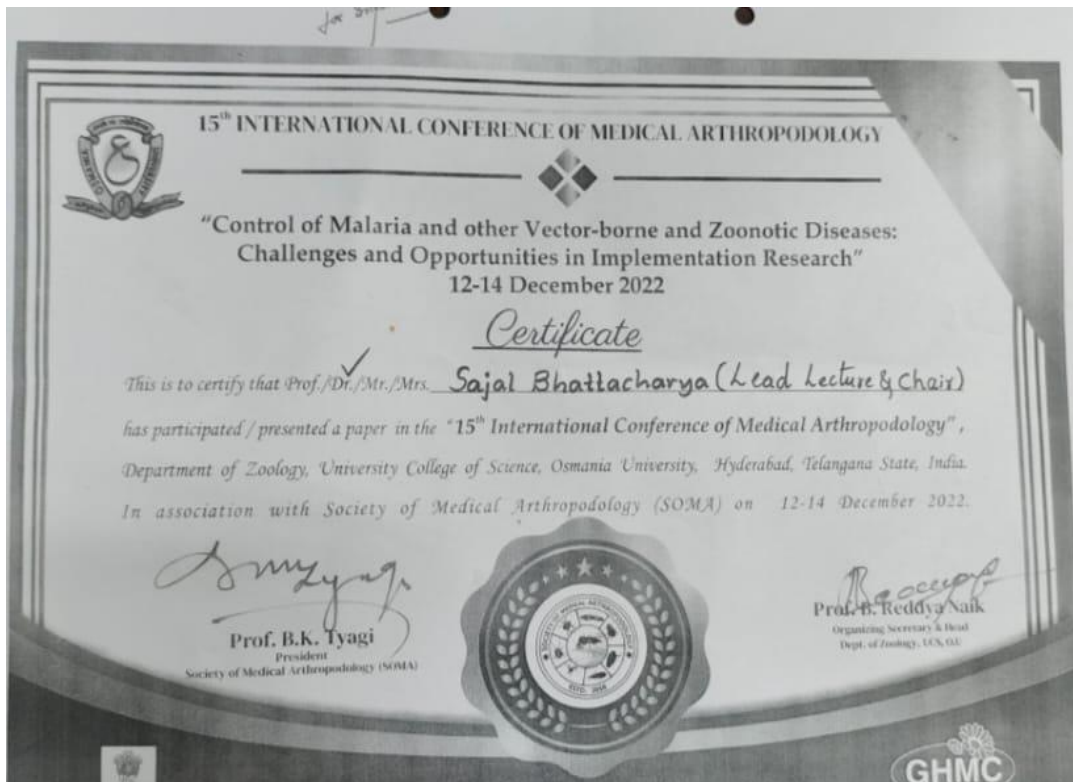 for
15th INTERNATIONAL CONFERENCE OF MEDICAL ARTHROPODOLOGY
"Control of Malaria and other Vector-borne and Zoonotic Diseases:
Challenges and Opportunities in Implementation Research"
12-14 December 2022
Certificate
This is to certify that Prof./Dr./Mr./Mrs. Sajal Bhattacharya (Lead Lecture & Chair)
has participated / presented a paper in the "15th International Conference of Medical Arthropodology",
Department of Zoology, University College of Science, Osmania University, Hyderabad, Telangana State, India.
In association with Society of Medical Arthropodology (SOMA) on 12-14 December 2022.
Prof. B.K. Tyagi
President
Society of Medical Arthropodology (SOMA)
Prof. B. Reddya Naik
Organizing Secretary & Head
Dept. of Zoology, UCS, O.U
SOCIETY OF MEDICAL ARTHROPODOLOGY
GHMC